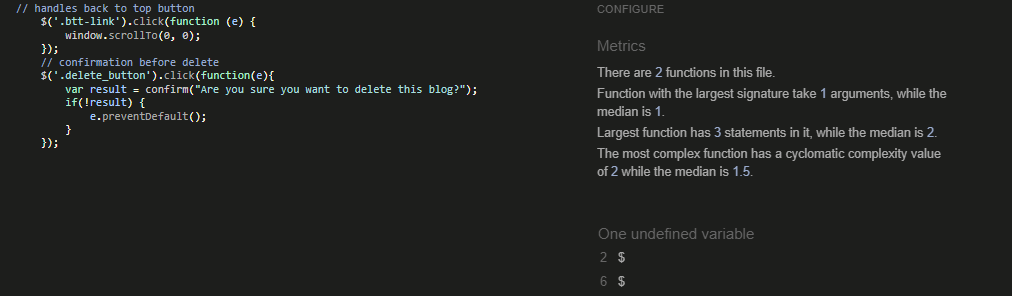 // handles back to top button
$('.btt-link').click(function (e) {
window.scrollTo(0, 0);
});
// confirmation before delete
$('.delete_button').click(function(e){
var result = confirm("Are you sure you want to delete this blog?");
if(!result) {
e.preventDefault();
}
});
CONFIGURE
Metrics
There are 2 functions in this file.
Function with the largest signature take 1 arguments, while the
median is 1.
Largest function has 3 statements in it, while the median is 2.
The most complex function has a cyclomatic complexity value
of 2 while the median is 1.5.
One undefined variable
2 $
6 $